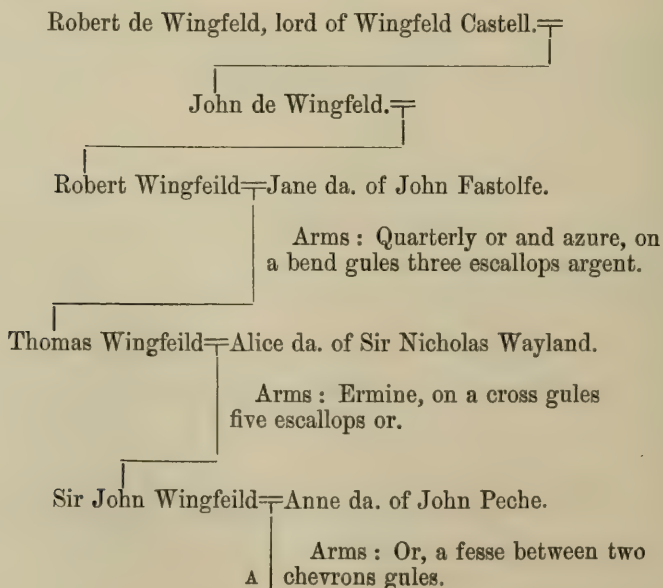 Robert de Wingfeld, lord of Wingfeld Castell.
John de Wingfeld.
Robert Wingfeild Jane da. of John Fastolfe.
Arms : Quarterly or and azure, on
a bend gules three escallops argent.
Thomas Wingfeild Alice da. of Sir Nicholas Wayland.
Arms : Ermine, on a cross gules
five escallops or.
Sir John Wingfeild Anne da. of John Peche.
Arms : Or, a fesse between two
A chevrons gules.